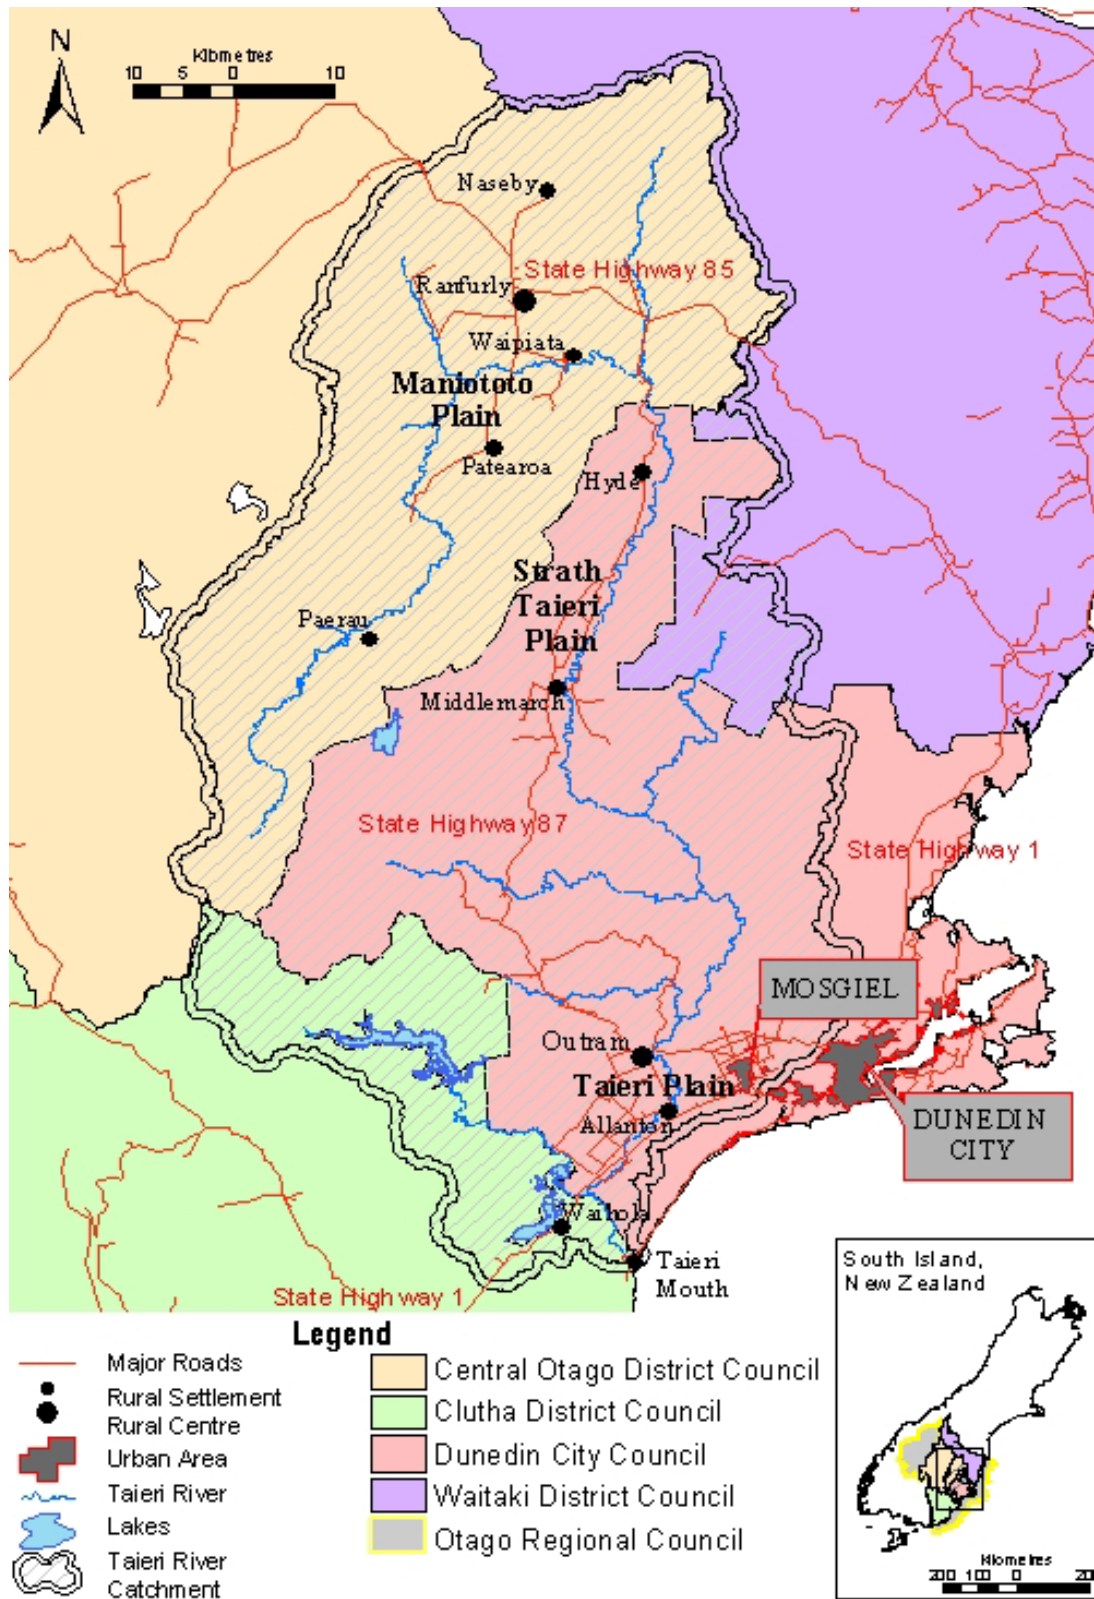 N
Kilometres
10 5 0 10
Naseby
State Highway 85
Ranfurly
Waipiata
Maniototo
Plain
Patearoa
Hyde
Strath
Taieri
Plain
Paerau
Middlemarch
State Highway 87
State Highway 1
MOSGIEL
Outram
Taieri Plain
Allanton
DUNEDIN
CITY
Waihola
Taieri
Mouth
State Highway 1
South Island,
New Zealand
Kilometres
200 100 0 200
Legend
Major Roads
Rural Settlement
Rural Centre
Urban Area
Taieri River
Lakes
Taieri River
Catchment
Central Otago District Council
Clutha District Council
Dunedin City Council
Waitaki District Council
Otago Regional Council